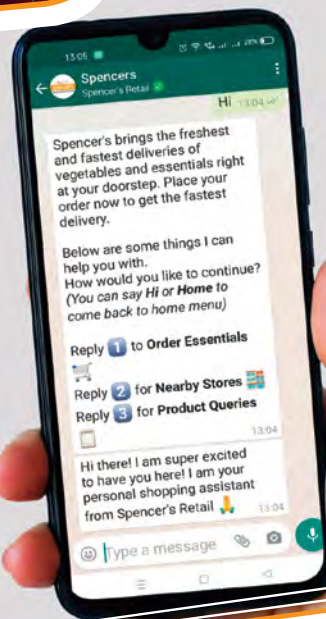 13:05
Spencers
Spencer's Retail
Hi 13:04
Spencer's brings the freshest
and fastest deliveries of
vegetables and essentials right
at your doorstep. Place your
order now to get the fastest
delivery.
Below are some things I can
help you with.
How would you like to continue?
(You can say Hi or Home to
come back to home menu)
Reply 1 to Order Essentials
Reply 2 for Nearby Stores
Reply 3 for Product Queries
13:04
Hi there! I am super excited
to have you here! I am your
personal shopping assistant
from Spencer's Retail 13:04
Type a message